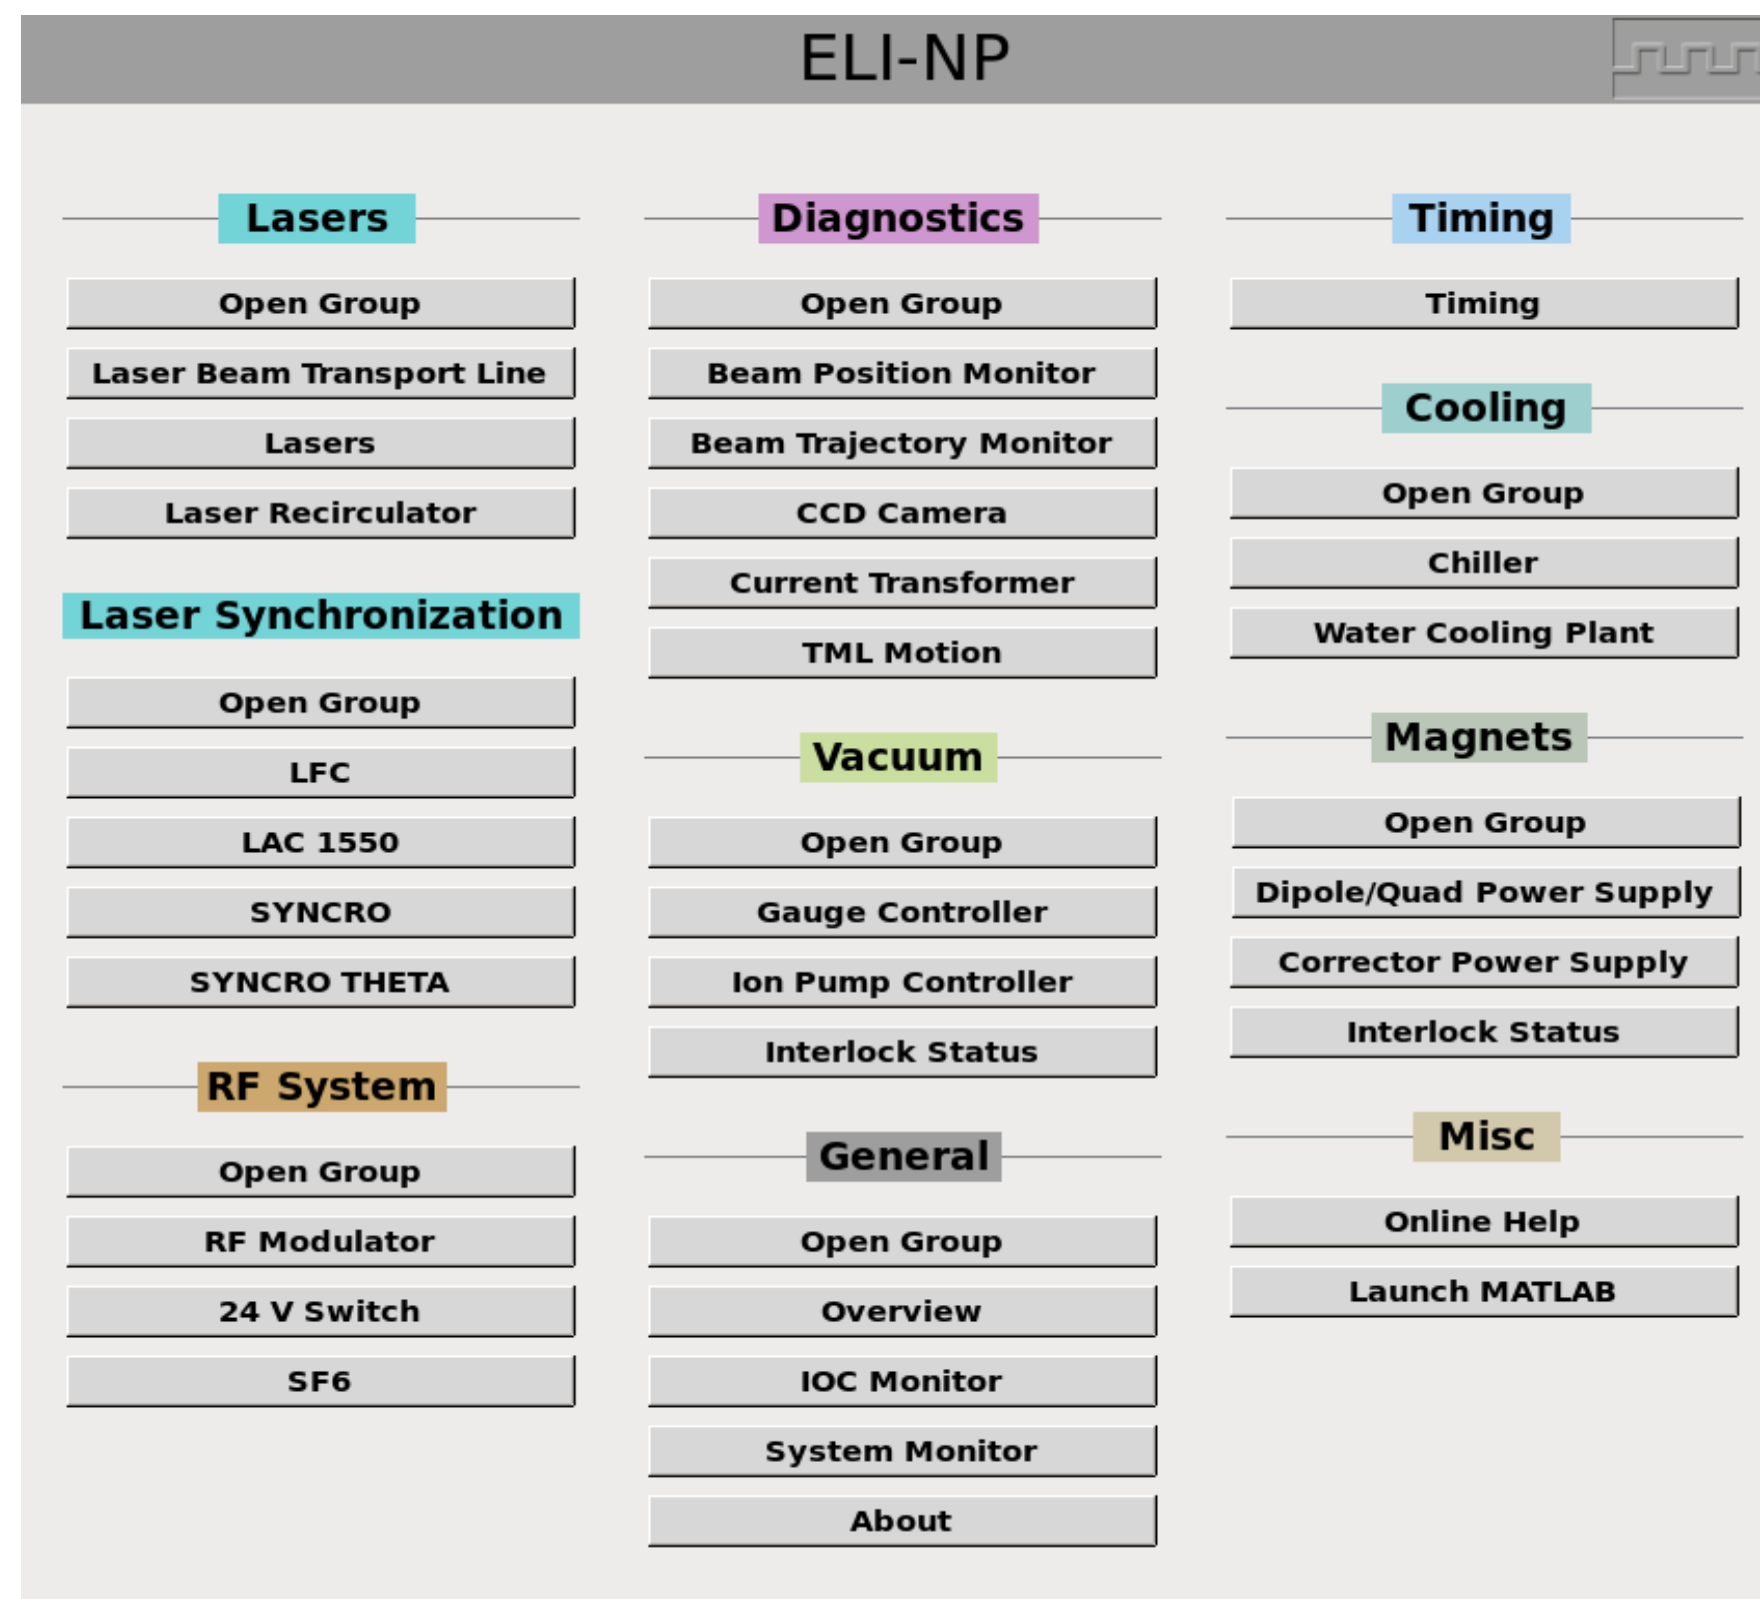 ELI-NP
Lasers
Open Group
Laser Beam Transport Line
Lasers
Laser Recirculator
Laser Synchronization
Open Group
LFC
LAC 1550
SYNCRO
SYNCRO THETA
RF System
Open Group
RF Modulator
24 V Switch
SF6
Diagnostics
Open Group
Beam Position Monitor
Beam Trajectory Monitor
CCD Camera
Current Transformer
TML Motion
Vacuum
Open Group
Gauge Controller
Ion Pump Controller
Interlock Status
General
Open Group
Overview
IOC Monitor
System Monitor
About
Timing
Timing
Cooling
Open Group
Chiller
Water Cooling Plant
Magnets
Open Group
Dipole/Quad Power Supply
Corrector Power Supply
Interlock Status
Misc
Online Help
Launch MATLAB